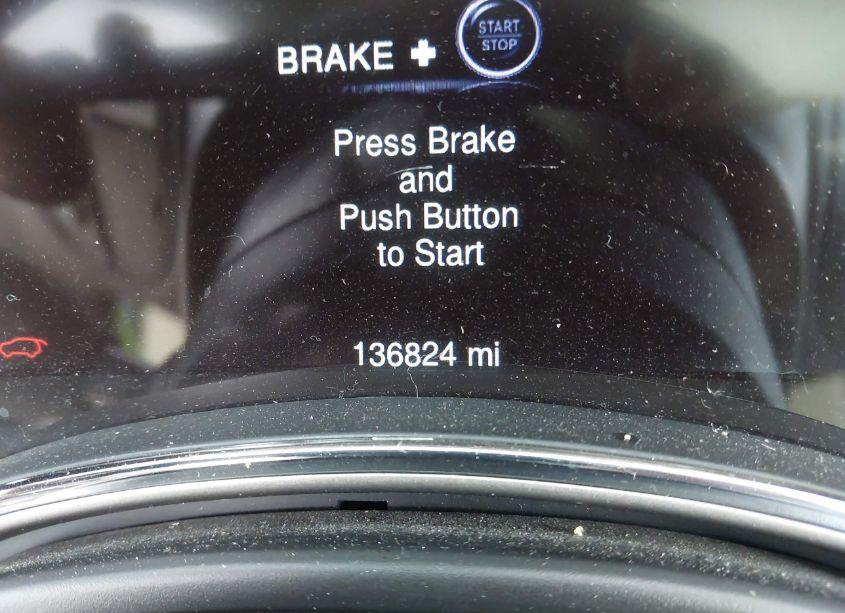 START
STOP
BRAKE +
Press Brake
and
Push Button
to Start
136824 mi